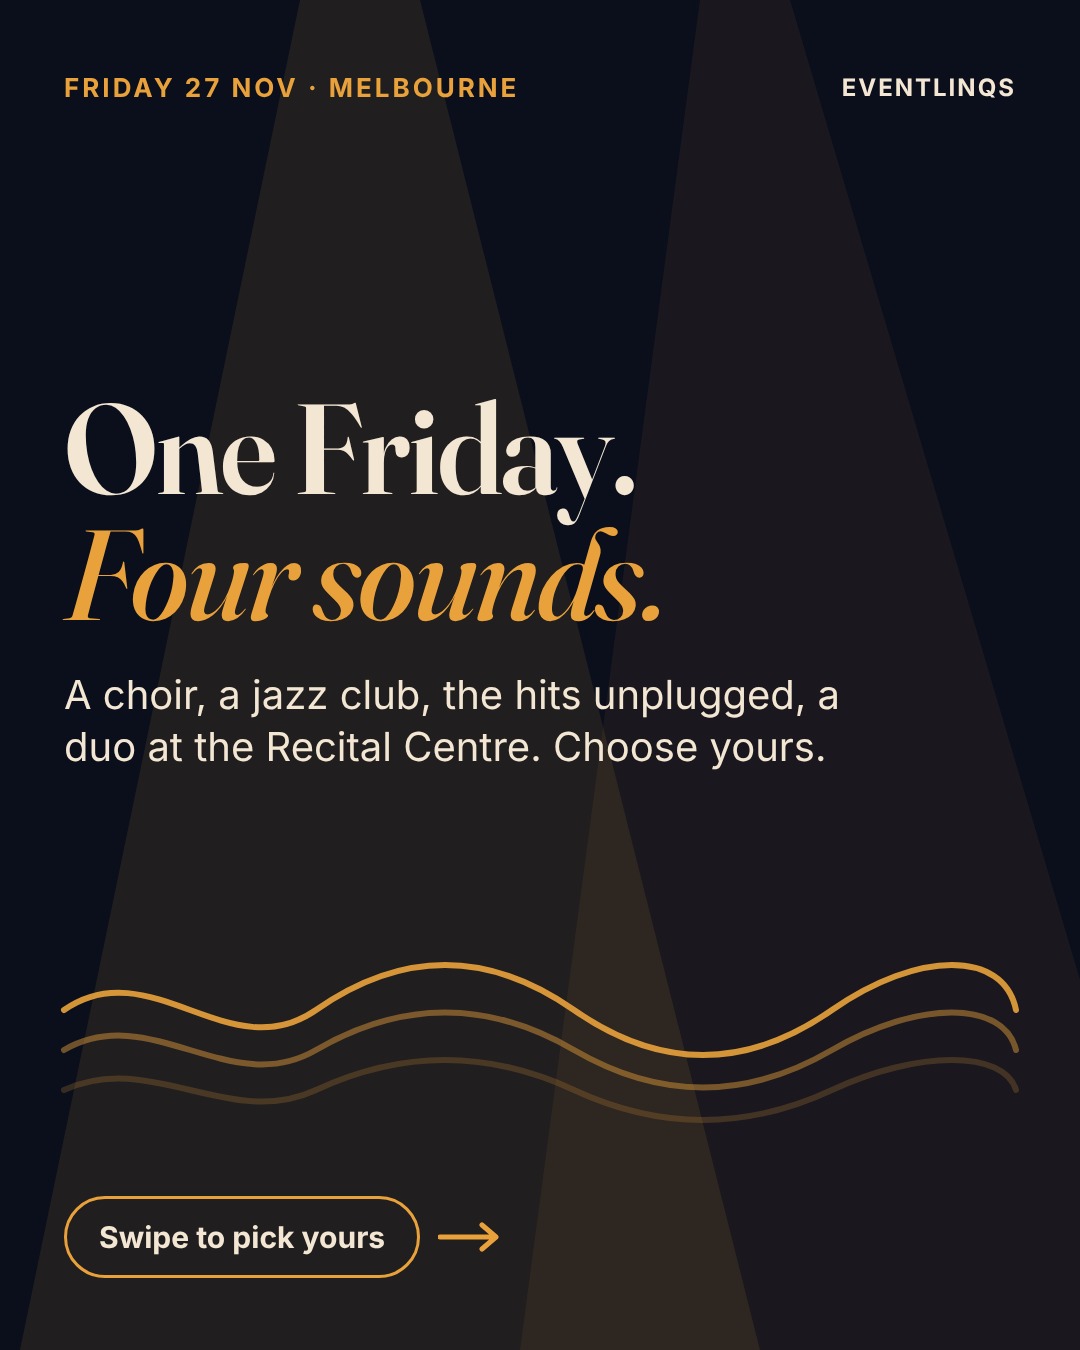 FRIDAY 27 NOV · MELBOURNE
EVENTLINQS
One Friday.
Four sounds.
A choir, a jazz club, the hits unplugged, a
duo at the Recital Centre. Choose yours.
Swipe to pick yours